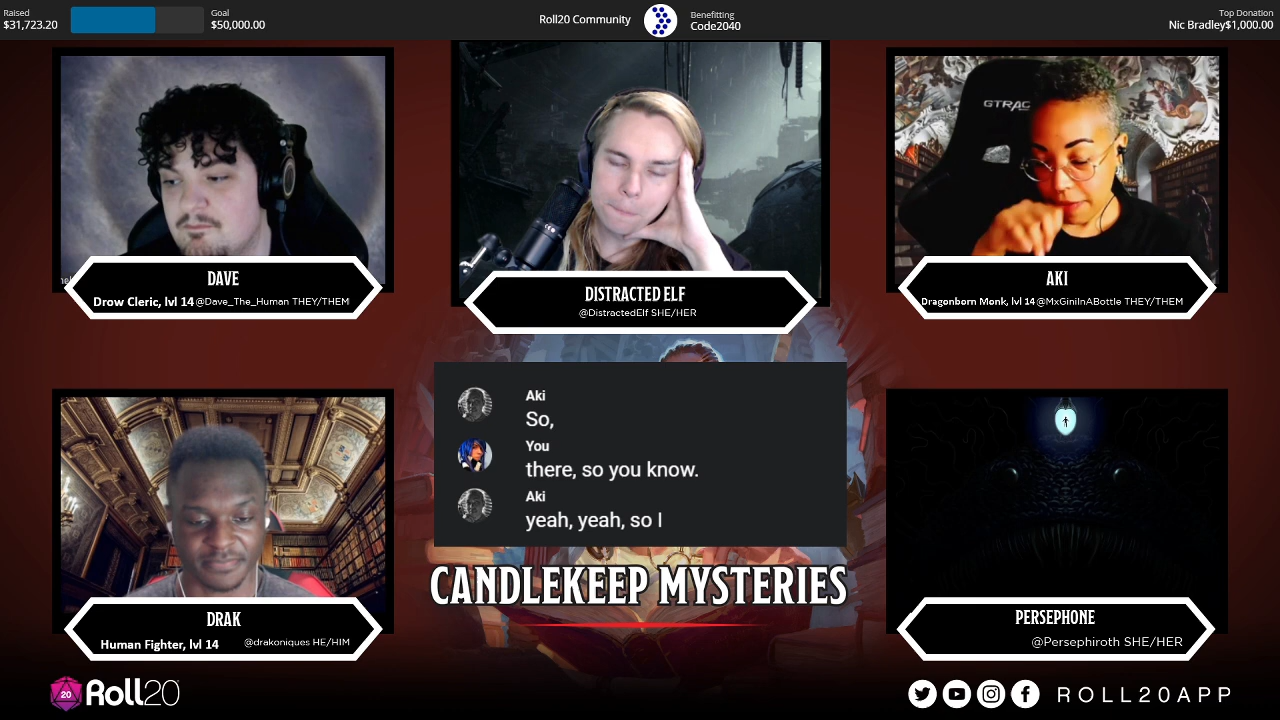 Raised
$31,723.20
Goal
$50,000.00
Roll20 Community
Benefitting
Code2040
Top Donation
Nic Bradley$1,000.00
GTRAC
DAVE
Drow Cleric, lvl 14 @Dave_The_Human THEY/THEM
DISTRACTED ELF
@DistractedElf SHE/HER
AKI
Dragonborn Monk, lvl 14 @MxGiniInABottle THEY/THEM
Aki
So,
You
there, so you know.
Aki
yeah, yeah, so I
CANDLEKEEP MYSTERIES
DRAK
Human Fighter, lvl 14 @drakoniques HE/HIM
PERSEPHONE
@Persephiroth SHE/HER
20 Roll20
ROLL20APP